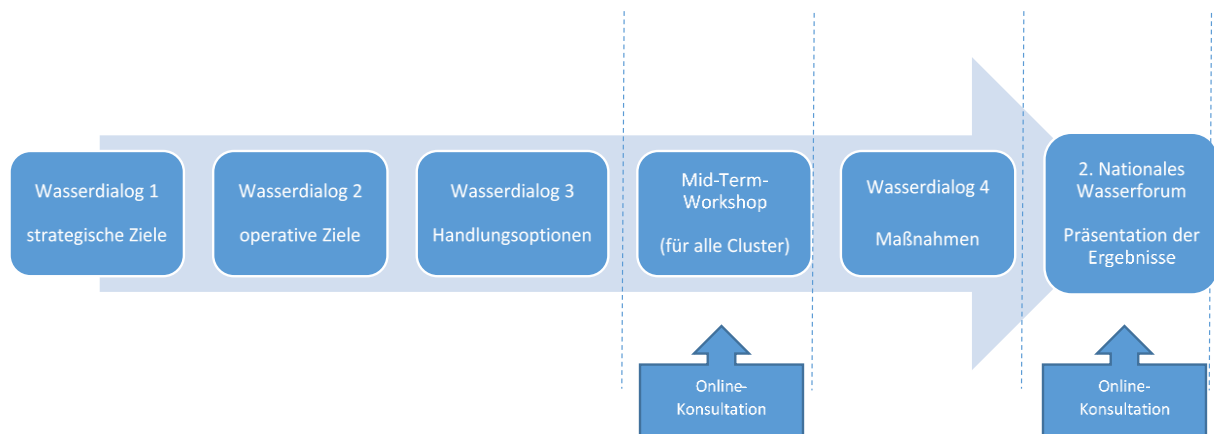 Wasserdialog 1
strategische Ziele
Wasserdialog 2
operative Ziele
Wasserdialog 3
Handlungsoptionen
Mid-Term-
Workshop
(für alle Cluster)
Wasserdialog 4
Maßnahmen
2. Nationales
Wasserforum
Präsentation der
Ergebnisse
Online-
Konsultation
Online-
Konsultation